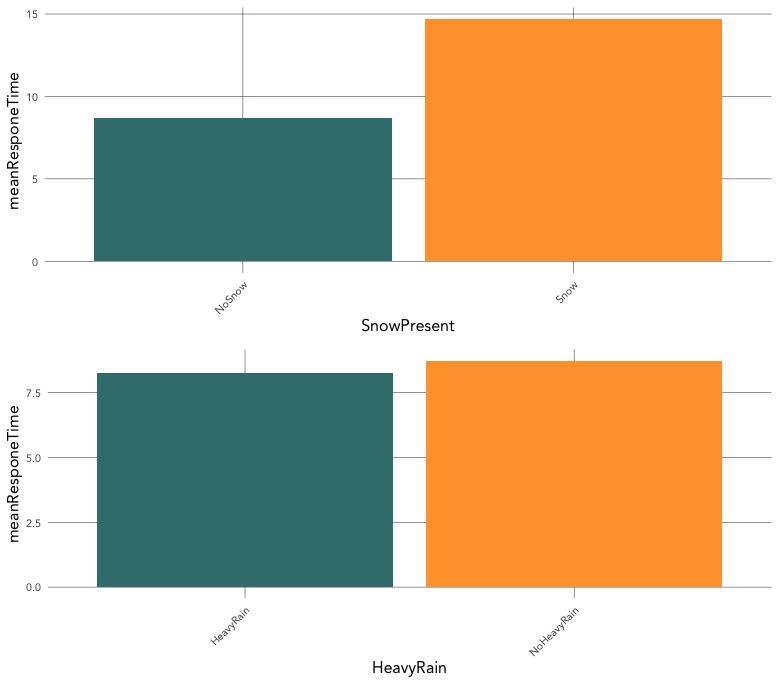 meanResponeTime
15
10
5
0
NoSnow
Snow
SnowPresent
meanResponeTime
7.5
5.0
2.5
0.0
HeavyRain
NoHeavyRain
HeavyRain